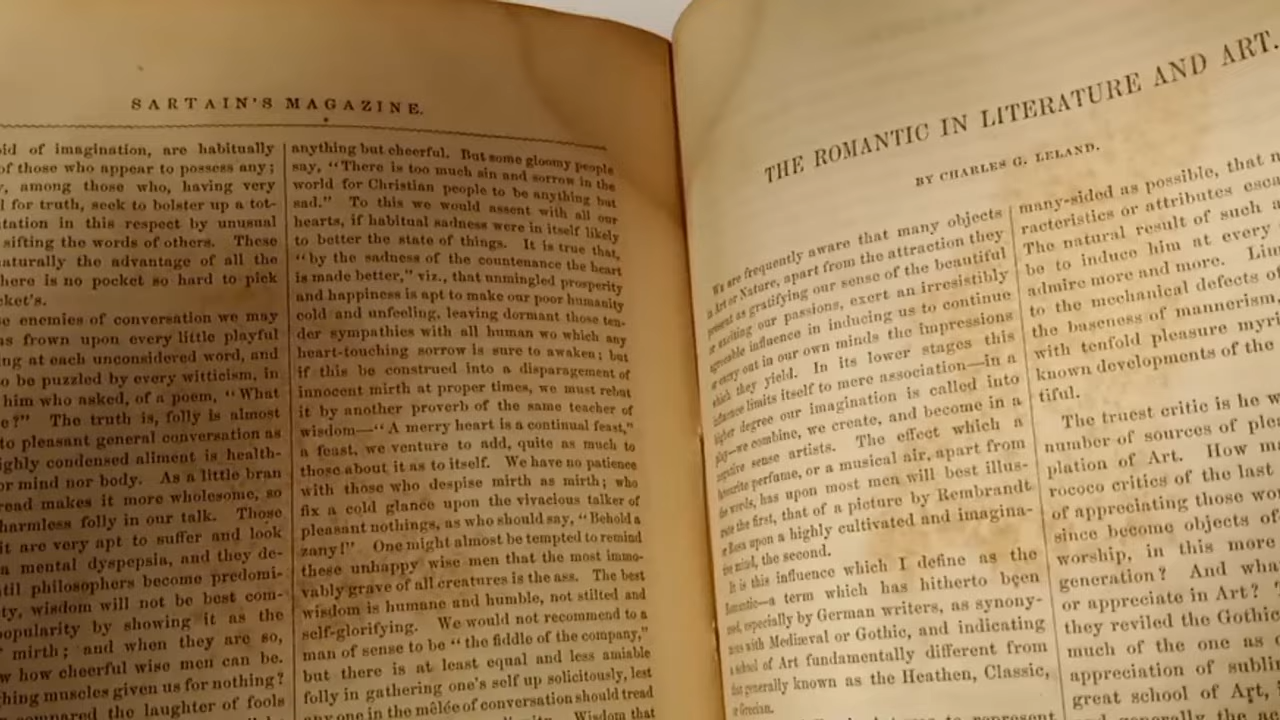 SARTAIN'S MAGAZINE.
id of imagination, are habitually
of those who appear to possess any;
, among those who, having very
l for truth, seek to bolster up a tot-
tation in this respect by unusual
sifting the words of others. These
aturally the advantage of all the
here is no pocket so hard to pick
cket's.
e enemies of conversation we may
as frown upon every little playful
ng at each unconsidered word, and
o be puzzled by every witticism, in
him who asked, of a poem, "What
e?" The truth is, folly is almost
to pleasant general conversation as
ighly condensed aliment is health-
or mind nor body. As a little bran
read makes it more wholesome, so
harmless folly in our talk. Those
it are very apt to suffer and look
a mental dyspepsia, and they de-
til philosophers become predomi-
ty, wisdom will not be best com-
popularity by showing it as the
mirth; and when they are so,
w how cheerful wise men can be.
hing muscles given us for nothing?
compared the laughter of fools
anything but cheerful. But some gloomy people
say, "There is too much sin and sorrow in the
world for Christian people to be anything but
sad." To this we would assent with all our
hearts, if habitual sadness were in itself likely
to better the state of things. It is true that,
"by the sadness of the countenance the heart
is made better," viz., that unmingled prosperity
and happiness is apt to make our poor humanity
cold and unfeeling, leaving dormant those ten-
der sympathies with all human wo which any
heart-touching sorrow is sure to awaken; but
if this be construed into a disparagement of
innocent mirth at proper times, we must rebut
it by another proverb of the same teacher of
wisdom—"A merry heart is a continual feast,"
a feast, we venture to add, quite as much to
those about it as to itself. We have no patience
with those who despise mirth as mirth; who
fix a cold glance upon the vivacious talker of
pleasant nothings, as who should say, "Behold a
zany!" One might almost be tempted to remind
these unhappy wise men that the most immo-
vably grave of all creatures is the ass. The best
wisdom is humane and humble, not stilted and
self-glorifying. We would not recommend to a
man of sense to be "the fiddle of the company,"
but there is at least equal and less amiable
folly in gathering one's self up solicitously, lest
any one in the mêlée of conversation should tread
Wisdom that
THE ROMANTIC IN LITERATURE AND ART.
BY CHARLES G. LELAND.
We are frequently aware that many objects
in Art or Nature, apart from the attraction they
present as gratifying our sense of the beautiful
or exciting our passions, exert an irresistibly
agreeable influence in inducing us to continue
or carry out in our own minds the impressions
which they yield. In its lower stages this
influence limits itself to mere association—in a
higher degree our imagination is called into
play—we combine, we create, and become in a
negative sense artists. The effect which a
favourite perfume, or a musical air, apart from
the words, has upon most men will best illus-
trate the first, that of a picture by Rembrandt
or Rosa upon a highly cultivated and imagina-
tive mind, the second.
It is this influence which I define as the
Romantic—a term which has hitherto been
used, especially by German writers, as synony-
mous with Mediæval or Gothic, and indicating
a school of Art fundamentally different from
that generally known as the Heathen, Classic,
or Grecian.
to represent
many-sided as possible, that n
racteristics or attributes esca
The natural result of such a
be to induce him at every
admire more and more. Lin
to the mechanical defects of
the baseness of mannerism,
with tenfold pleasure myri
known developments of the
tiful.
The truest critic is he w
number of sources of plea
plation of Art. How ma
rococo critics of the last
of appreciating those wor
since become objects of
worship, in this more
generation? And what
or appreciate in Art?
they reviled the Gothic
much of the one as o
appreciation of sublim
great school of Art, i
generally the